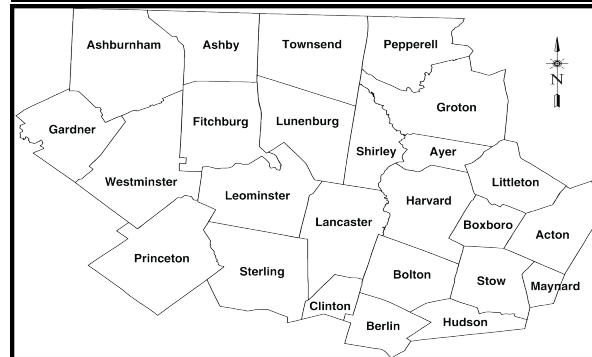 Ashburnham
Ashby
Townsend
Pepperell
N
Groton
Gardner
Fitchburg
Lunenburg
Shirley
Ayer
Westminster
Littleton
Leominster
Harvard
Lancaster
Boxboro
Acton
Princeton
Sterling
Bolton
Stow
Maynard
Clinton
Berlin
Hudson